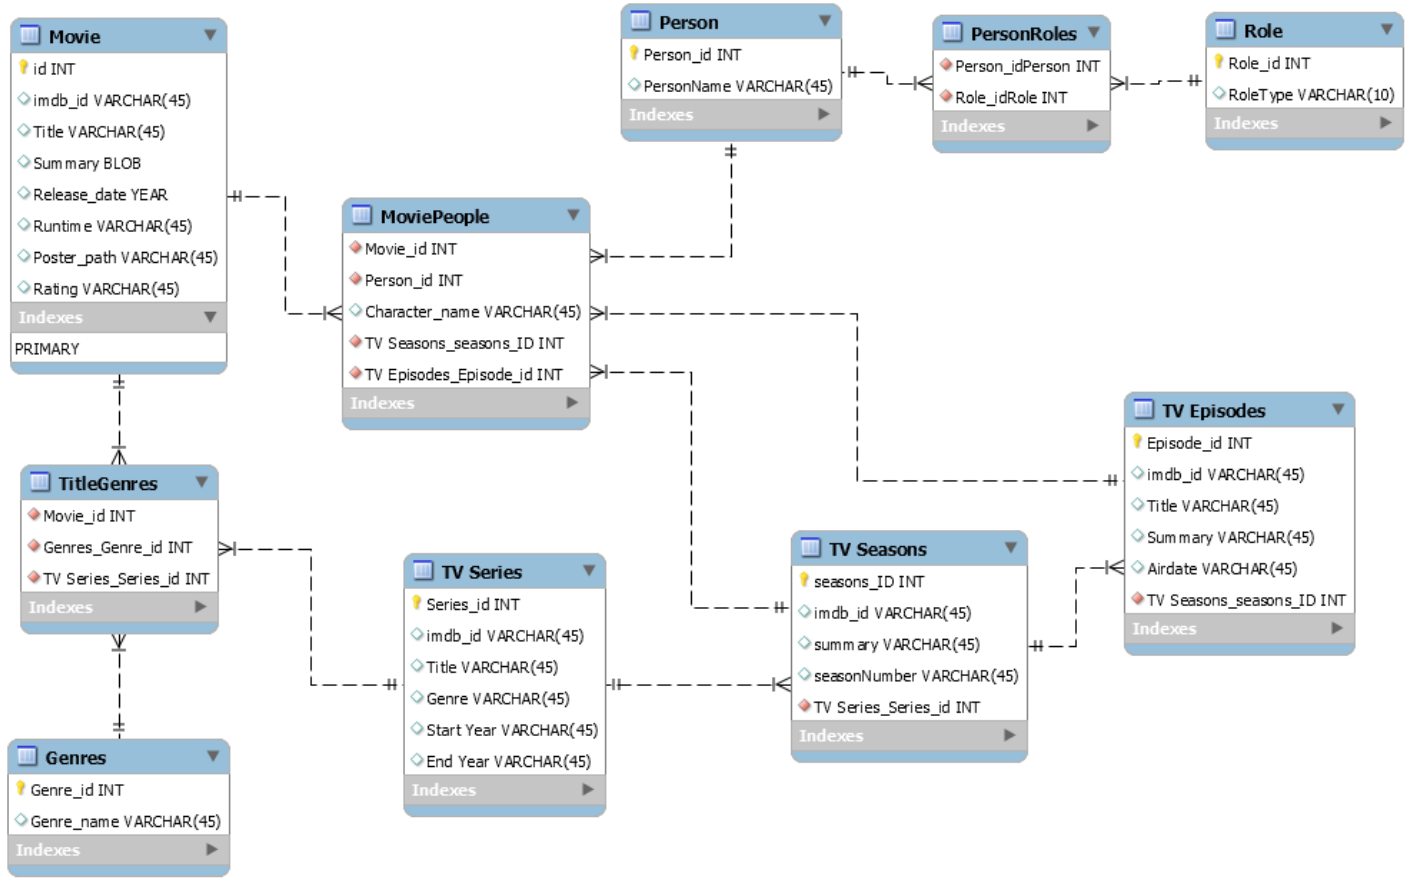 Movie
id INT
imdb_id VARCHAR(45)
Title VARCHAR(45)
Summary BLOB
Release_date YEAR
Runtime VARCHAR(45)
Poster_path VARCHAR(45)
Rating VARCHAR(45)
Indexes
PRIMARY
Person
Person_id INT
PersonName VARCHAR(45)
Indexes
PersonRoles
Person_idPerson INT
Role_idRole INT
Indexes
Role
Role_id INT
RoleType VARCHAR(10)
Indexes
MoviePeople
Movie_id INT
Person_id INT
Character_name VARCHAR(45)
TV Seasons_seasons_ID INT
TV Episodes_Episode_id INT
Indexes
TV Episodes
Episode_id INT
imdb_id VARCHAR(45)
Title VARCHAR(45)
Summary VARCHAR(45)
Airdate VARCHAR(45)
TV Seasons_seasons_ID INT
Indexes
TitleGenres
Movie_id INT
Genres_Genre_id INT
TV Series_Series_id INT
Indexes
TV Series
Series_id INT
imdb_id VARCHAR(45)
Title VARCHAR(45)
Genre VARCHAR(45)
Start Year VARCHAR(45)
End Year VARCHAR(45)
Indexes
TV Seasons
seasons_ID INT
imdb_id VARCHAR(45)
summary VARCHAR(45)
seasonNumber VARCHAR(45)
TV Series_Series_id INT
Indexes
Genres
Genre_id INT
Genre_name VARCHAR(45)
Indexes